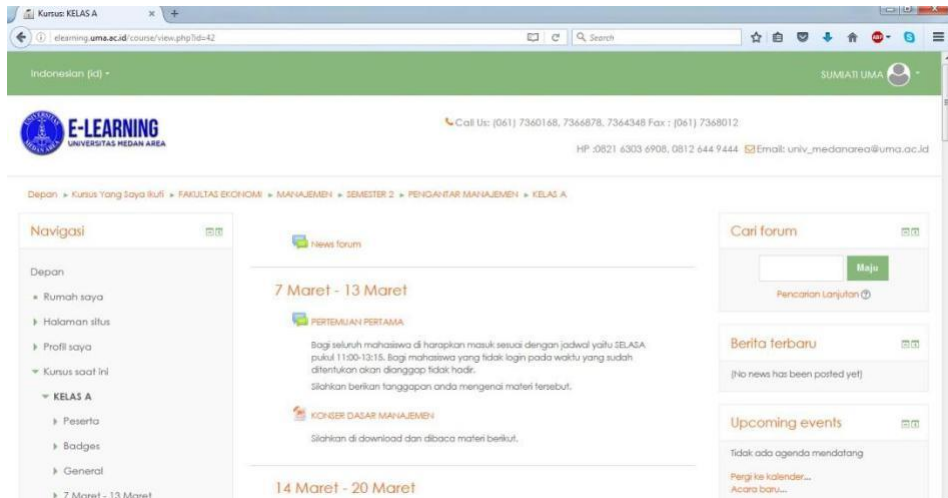 Kursus: KELAS A
elearning.uma.ac.id/course/view.php?id=42
Search
Indonesian (id)
SUMIATI UMA
E-LEARNING
UNIVERSITAS MEDAN AREA
Call Us: (061) 7360168, 7366878, 7364348 Fax : (061) 7368012
HP :0821 6303 6908, 0812 644 9444 Email: univ_medanarea@uma.ac.id
Depan Kursus Yang Saya Ikuti FAKULTAS EKONOMI MANAJEMEN SEMESTER 2 PENGANTAR MANAJEMEN KELAS A
Navigasi
Depan
Rumah saya
Halaman situs
Profil saya
Kursus saat ini
KELAS A
Peserta
Badges
General
7 Maret - 13 Maret
News forum
7 Maret - 13 Maret
PERTEMUAN PERTAMA
Bagi seluruh mahasiswa di harapkan masuk sesuai dengan jadwal yaitu SELASA
pukul 11:00-13:15. Bagi mahasiswa yang tidak login pada waktu yang sudah
ditentukan akan dianggap tidak hadir.
Silahkan berikan tanggapan anda mengenai materi tersebut.
KONSER DASAR MANAJEMEN
Silahkan di download dan dibaca materi berikut.
14 Maret - 20 Maret
Cari forum
Maju
Pencarian Lanjutan
Berita terbaru
(No news has been posted yet)
Upcoming events
Tidak ada agenda mendatang
Pergi ke kalender...
Acara baru...